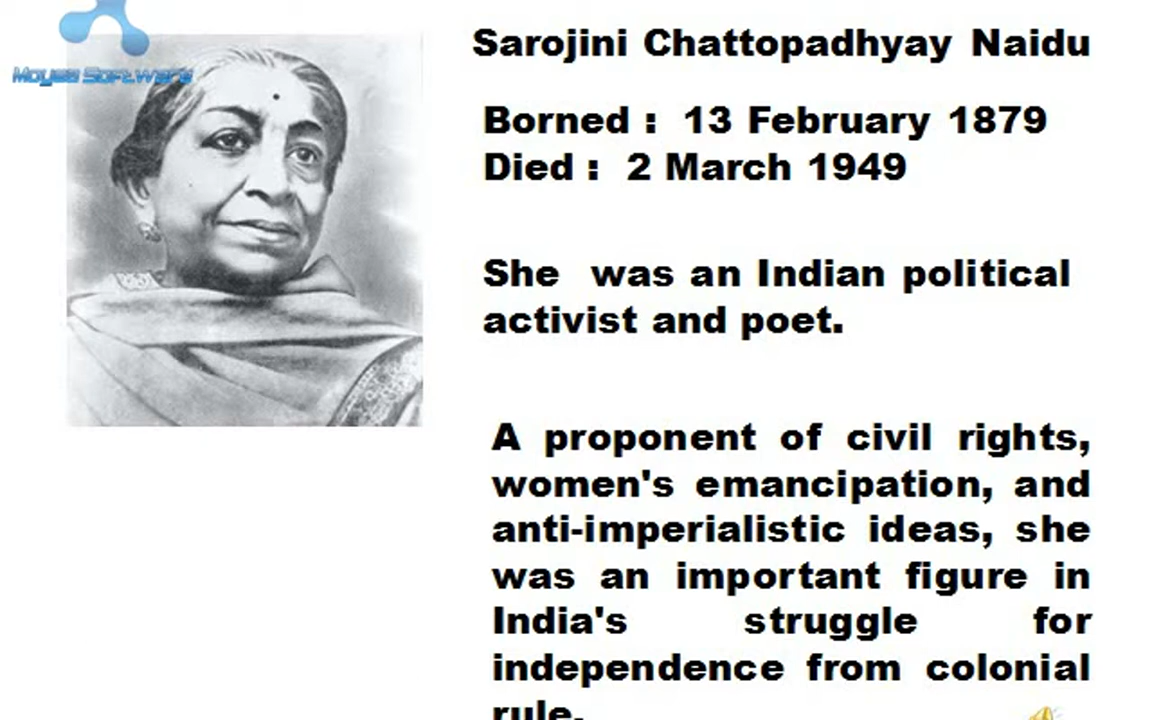 Moyea Software
Sarojini Chattopadhyay Naidu
Borned : 13 February 1879
Died : 2 March 1949
She was an Indian political
activist and poet.
A proponent of civil rights,
women's emancipation, and
anti-imperialistic ideas, she
was an important figure in
India's struggle for
independence from colonial
rule.